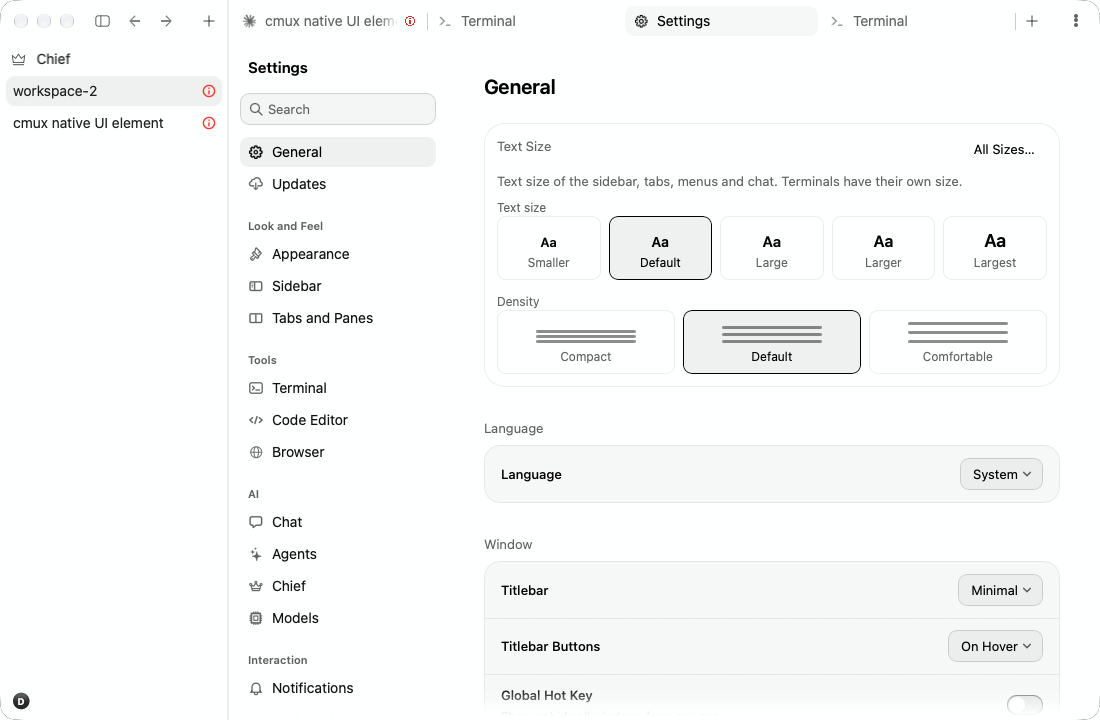 cmux native UI elem
Terminal
Settings
Terminal
Chief
workspace-2
cmux native UI element
D
Settings
Search
General
Updates
Look and Feel
Appearance
Sidebar
Tabs and Panes
Tools
Terminal
Code Editor
Browser
AI
Chat
Agents
Chief
Models
Interaction
Notifications
General
Text Size
All Sizes...
Text size of the sidebar, tabs, menus and chat. Terminals have their own size.
Text size
Aa Aa Aa Aa Aa
Smaller Default Large Larger Largest
Density
Compact Default Comfortable
Language
Language System
Window
Titlebar Minimal
Titlebar Buttons On Hover
Global Hot Key